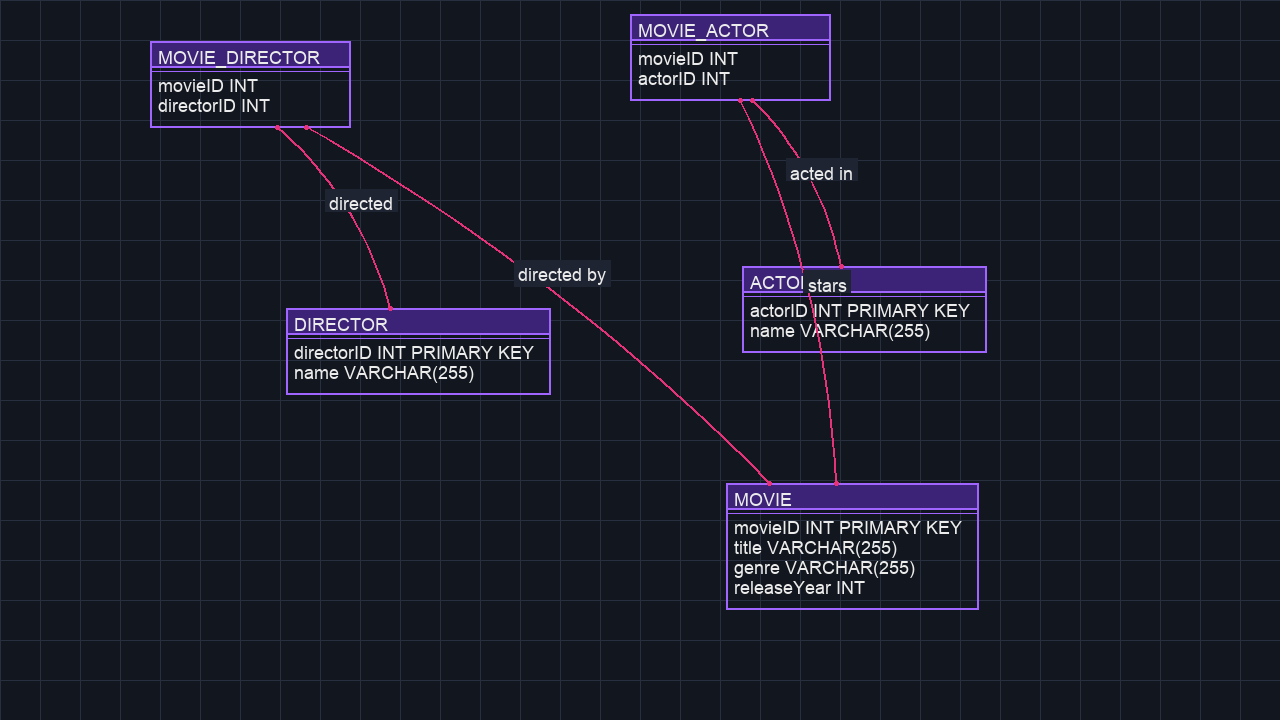 MOVIE_ACTOR
movieID INT
actorID INT
MOVIE_DIRECTOR
movieID INT
directorID INT
acted in
directed
directed by
stars
actorID INT PRIMARY KEY
name VARCHAR(255)
DIRECTOR
directorID INT PRIMARY KEY
name VARCHAR(255)
MOVIE
movieID INT PRIMARY KEY
title VARCHAR(255)
genre VARCHAR(255)
releaseYear INT